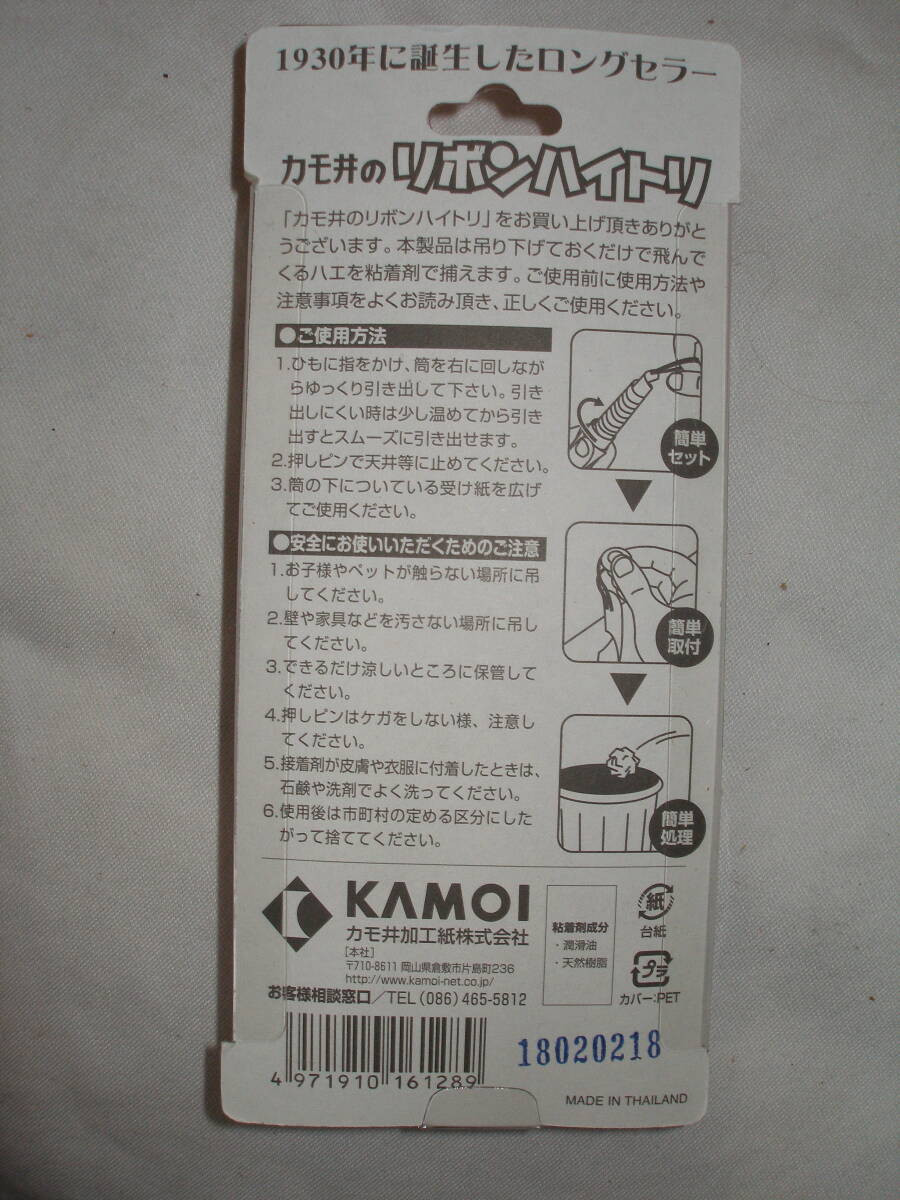 1930年に誕生したロングセラー
カモ井のリボンハイトリ
「カモ井のリボンハイトリ」をお買い上げ頂きありがと
うございます。本製品は吊り下げておくだけで飛んで
くるハエを粘着剤で捕えます。ご使用前に使用方法や
注意事項をよくお読み頂き、正しくご使用ください。
●ご使用方法
1.ひもに指をかけ、筒を右に回しなが
らゆっくり引き出して下さい。引き
出しにくい時は少し温めてから引き
出すとスムーズに引き出せます。
2.押しピンで天井等に止めてください。
3.筒の下についている受け紙を広げ
てご使用ください。
簡単
セット
簡単
取付
簡単
処理
●安全にお使いいただくためのご注意
1.お子様やペットが触らない場所に吊
してください。
2.壁や家具などを汚さない場所に吊し
てください。
3.できるだけ涼しいところに保管して
ください。
4.押しピンはケガをしない様、注意し
てください。
5.接着剤が皮膚や衣服に付着したときは、
石鹸や洗剤でよく洗ってください。
6.使用後は市町村の定める区分にした
がって捨ててください。
KAMOI
カモ井加工紙株式会社
[本社]
〒710-8611 岡山県倉敷市片島町236
http://www.kamoi-net.co.jp/
お客様相談窓口/TEL(086)465-5812
粘着剤成分
・潤滑油
・天然樹脂
紙
台紙
プラ
カバー:PET
4 971910 161289
18020218
MADE IN THAILAND